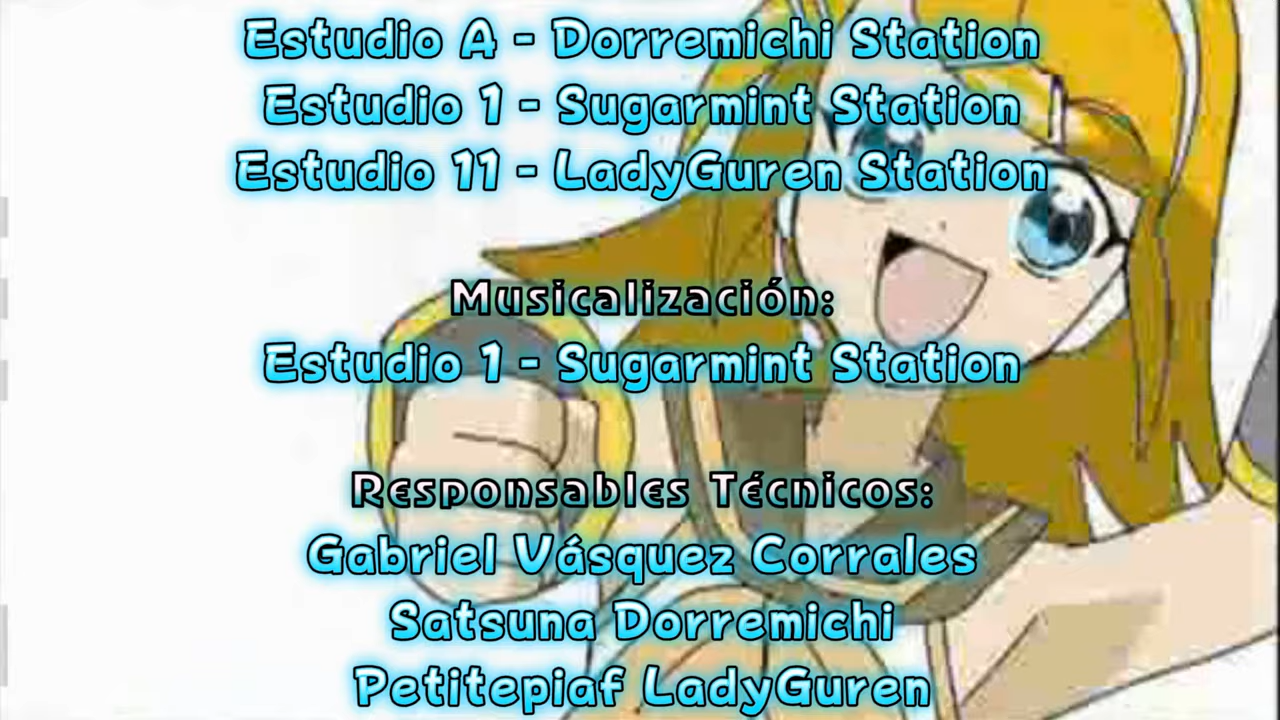 Estudio A - Dorremichi Station
Estudio 1 - Sugarmint Station
Estudio 11 - LadyGuren Station
Musicalización:
Estudio 1 - Sugarmint Station
Responsables Técnicos:
Gabriel Vásquez Corrales
Satsuna Dorremichi
Petitepiaf LadyGuren